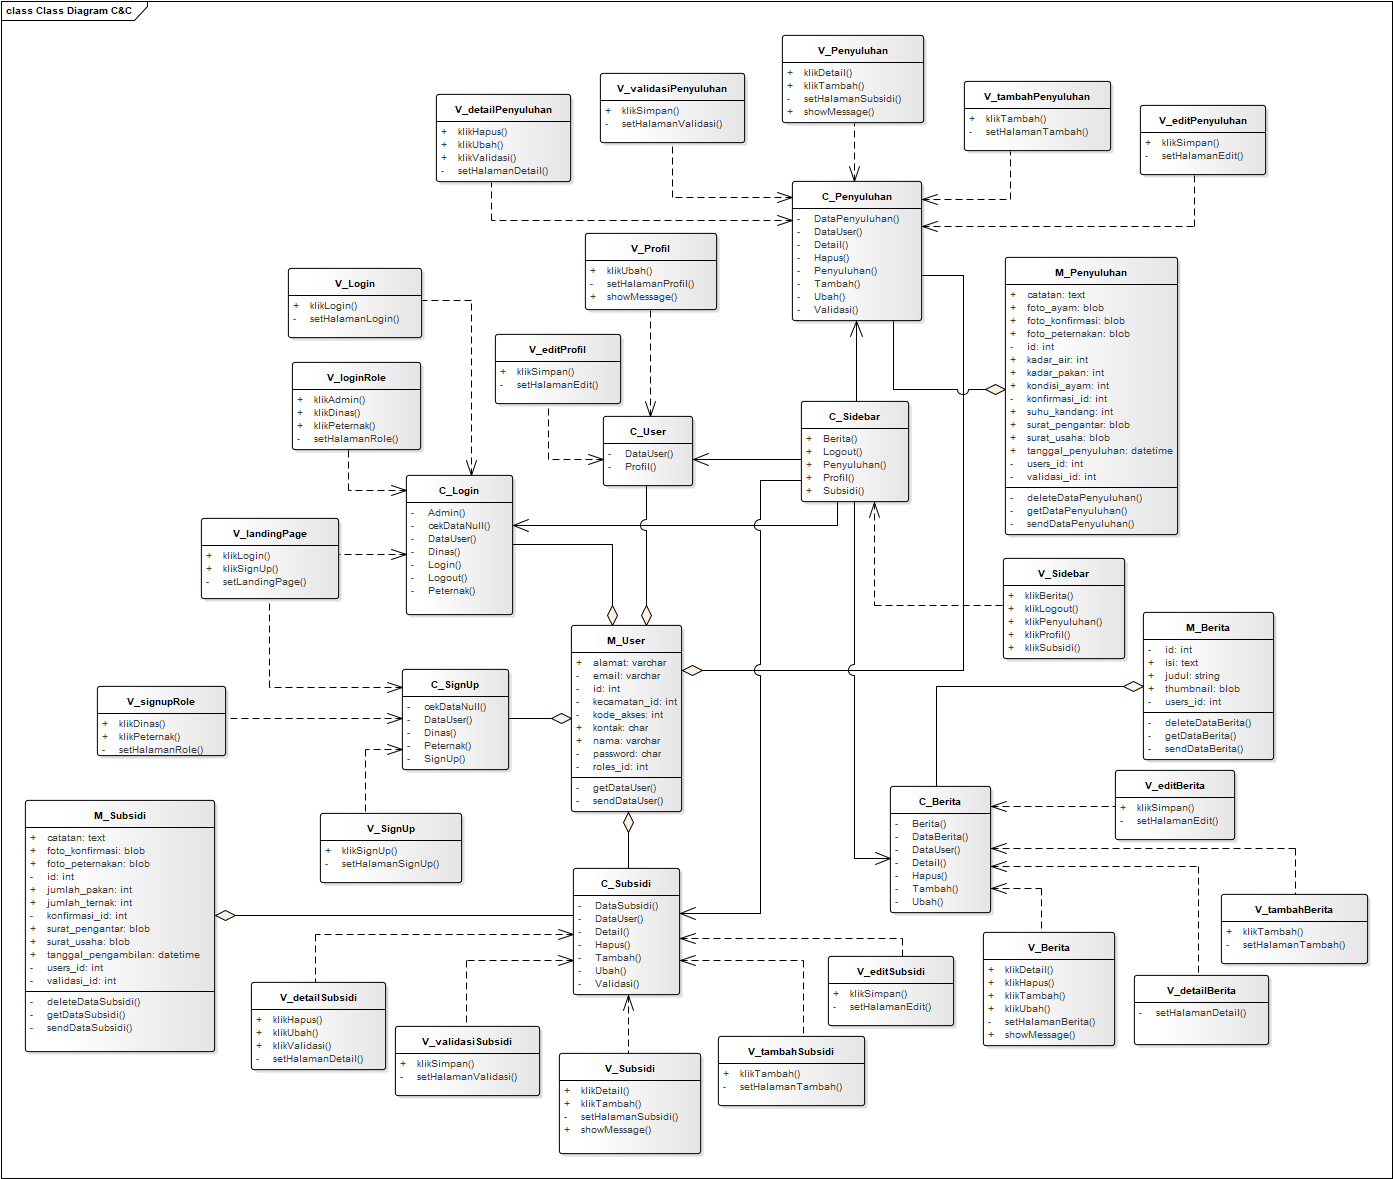 class Class Diagram C&C
V_Penyuluhan
+ klikDetail()
+ klikTambah()
- setHalamanSubsidi()
+ showMessage()
V_validasiPenyuluhan
+ klikSimpan()
- setHalamanValidasi()
V_tambahPenyuluhan
+ klikTambah()
- setHalamanTambah()
V_detailPenyuluhan
+ klikHapus()
+ klikUbah()
+ klikValidasi()
- setHalamanDetail()
V_editPenyuluhan
+ klikSimpan()
- setHalamanEdit()
C_Penyuluhan
- DataPenyuluhan()
- DataUser()
- Detail()
- Hapus()
- Penyuluhan()
- Tambah()
- Ubah()
- Validasi()
V_Profil
+ klikUbah()
- setHalamanProfil()
+ showMessage()
M_Penyuluhan
+ catatan: text
+ foto_ayam: blob
+ foto_konfirmasi: blob
+ foto_peternakan: blob
- id: int
+ kadar_air: int
+ kadar_pakan: int
+ kondisi_ayam: int
- konfirmasi_id: int
+ suhu_kandang: int
+ surat_pengantar: blob
+ surat_usaha: blob
+ tanggal_penyuluhan: datetime
- users_id: int
- validasi_id: int
- deleteDataPenyuluhan()
- getDataPenyuluhan()
- sendDataPenyuluhan()
V_Login
+ klikLogin()
- setHalamanLogin()
V_editProfil
+ klikSimpan()
- setHalamanEdit()
V_loginRole
+ klikAdmin()
+ klikDinas()
+ klikPeternak()
- setHalamanRole()
C_User
- DataUser()
- Profil()
C_Sidebar
+ Berita()
+ Logout()
+ Penyuluhan()
+ Profil()
+ Subsidi()
C_Login
- Admin()
- cekDataNull()
- DataUser()
- Dinas()
- Login()
- Logout()
- Peternak()
V_landingPage
+ klikLogin()
+ klikSignUp()
- setLandingPage()
V_Sidebar
+ klikBerita()
+ klikLogout()
+ klikPenyuluhan()
+ klikProfil()
+ klikSubsidi()
M_Berita
- id: int
+ isi: text
+ judul: string
+ thumbnail: blob
- users_id: int
- deleteDataBerita()
- getDataBerita()
- sendDataBerita()
M_User
+ alamat: varchar
+ email: varchar
- id: int
- kecamatan_id: int
- kode_akses: int
+ kontak: char
+ nama: varchar
- password: char
- roles_id: int
- getDataUser()
- sendDataUser()
C_SignUp
- cekDataNull()
- DataUser()
- Dinas()
- Peternak()
- SignUp()
V_signupRole
+ klikDinas()
+ klikPeternak()
- setHalamanRole()
V_SignUp
+ klikSignUp()
- setHalamanSignUp()
M_Subsidi
+ catatan: text
+ foto_konfirmasi: blob
+ foto_peternakan: blob
- id: int
+ jumlah_pakan: int
+ jumlah_ternak: int
- konfirmasi_id: int
+ surat_pengantar: blob
+ surat_usaha: blob
+ tanggal_pengambilan: datetime
- users_id: int
- validasi_id: int
- deleteDataSubsidi()
- getDataSubsidi()
- sendDataSubsidi()
C_Berita
- Berita()
- DataBerita()
- DataUser()
- Detail()
- Hapus()
- Tambah()
- Ubah()
V_editBerita
+ klikSimpan()
- setHalamanEdit()
C_Subsidi
- DataSubsidi()
- DataUser()
- Detail()
- Hapus()
- Tambah()
- Ubah()
- Validasi()
V_tambahBerita
+ klikTambah()
- setHalamanTambah()
V_Berita
+ klikDetail()
+ klikHapus()
+ klikTambah()
+ klikUbah()
- setHalamanBerita()
+ showMessage()
V_detailBerita
- setHalamanDetail()
V_editSubsidi
+ klikSimpan()
- setHalamanEdit()
V_detailSubsidi
+ klikHapus()
+ klikUbah()
+ klikValidasi()
- setHalamanDetail()
V_validasiSubsidi
+ klikSimpan()
- setHalamanValidasi()
V_tambahSubsidi
+ klikTambah()
- setHalamanTambah()
V_Subsidi
+ klikDetail()
+ klikTambah()
- setHalamanSubsidi()
+ showMessage()